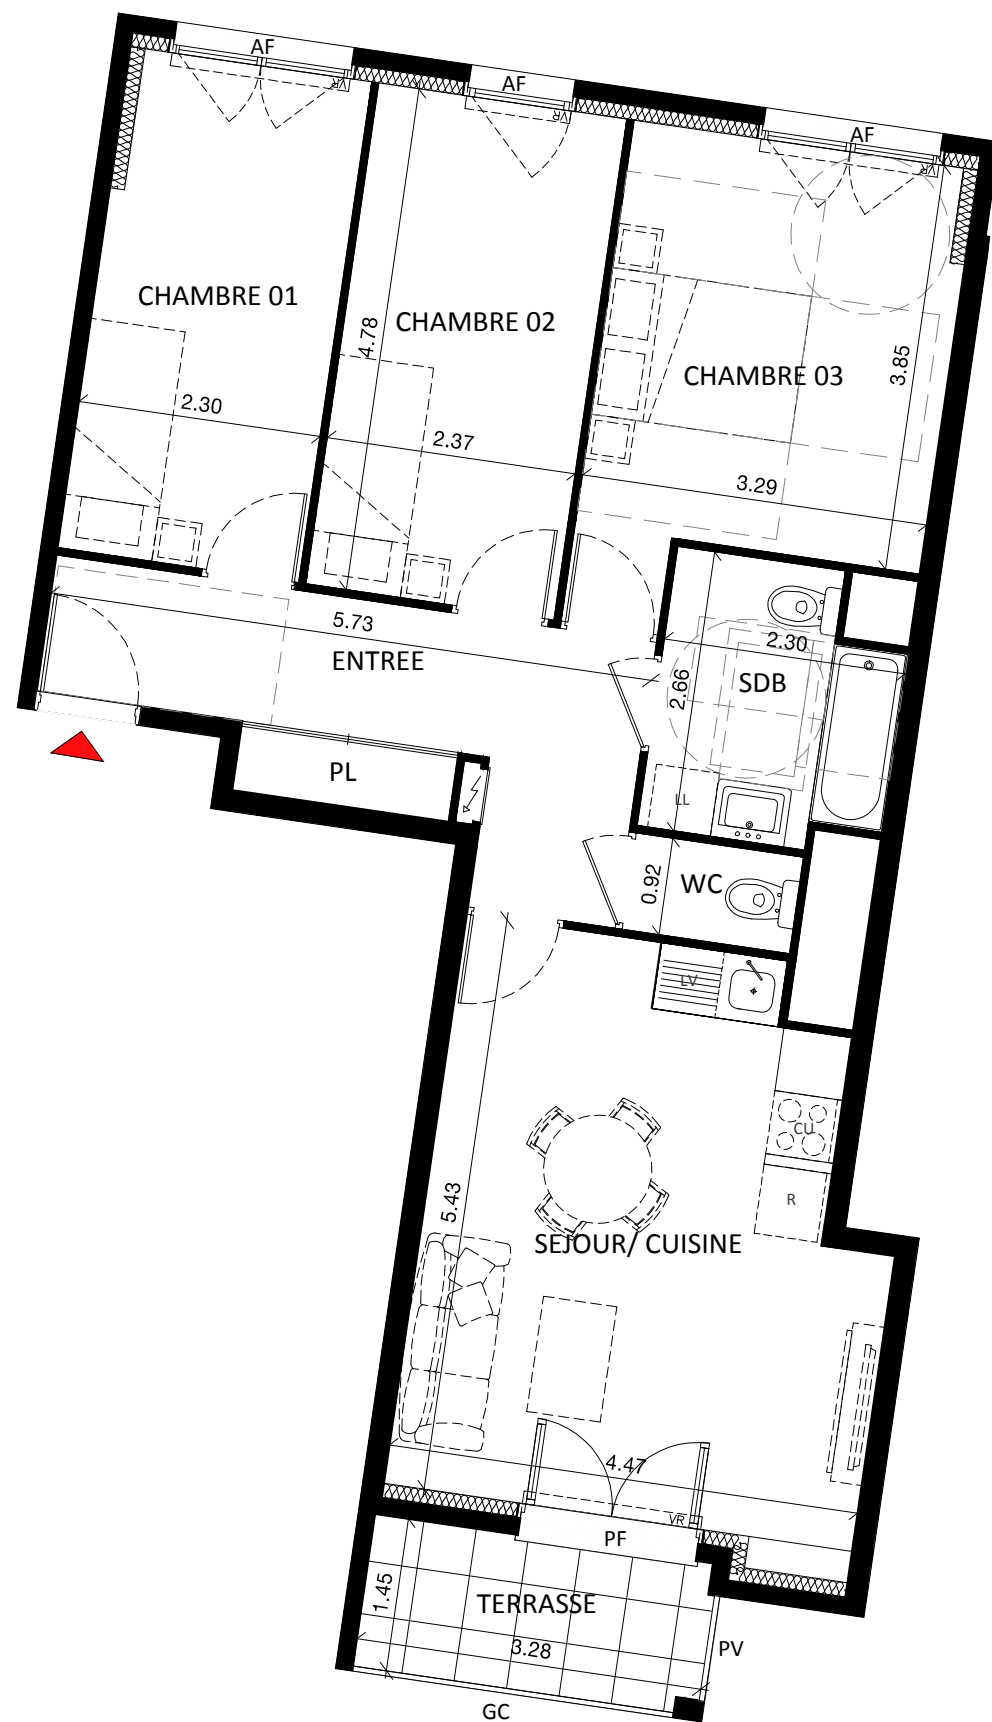 AF
AF
AF
CHAMBRE 01
CHAMBRE 02
CHAMBRE 03
4.78
3.85
2.30
2.37
3.29
5.73
ENTREE
2.30
2.66
SDB
PL
LL
0.92
WC
LV
CU
R
5.43
SEJOUR/ CUISINE
4.47
VR
PF
1.45
TERRASSE
3.28
PV
GC